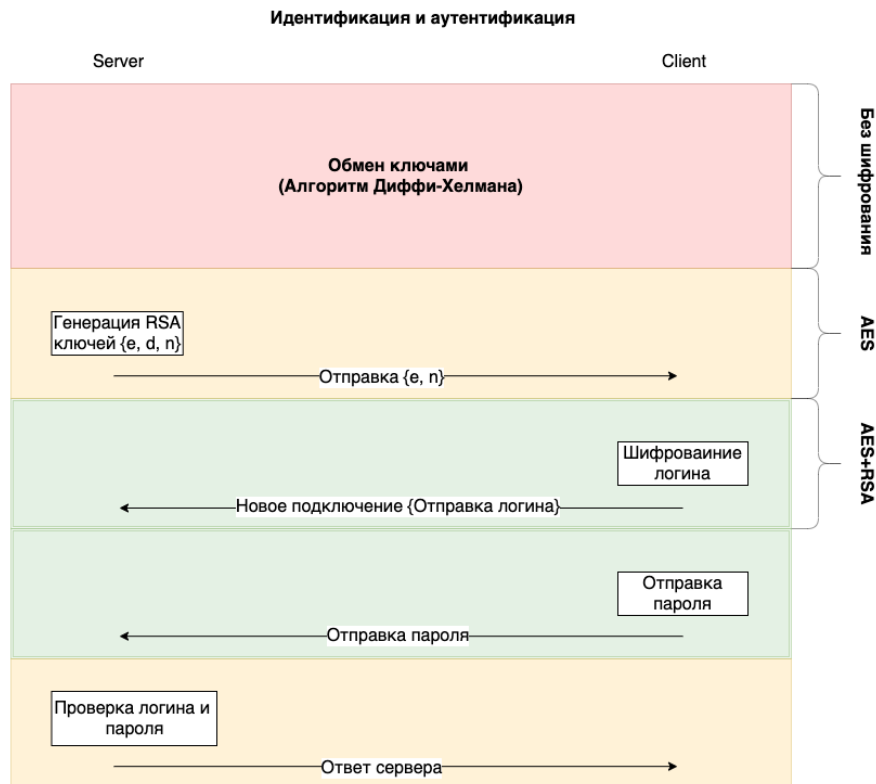 Идентификация и аутентификация
Server
Client
Обмен ключами
(Алгоритм Диффи-Хелмана)
Без шифрования
Генерация RSA
ключей {e, d, n}
Отправка {e, n}
AES
Шифроваиние
логина
Новое подключение {Отправка логина}
AES+RSA
Отправка
пароля
Отправка пароля
Проверка логина и
пароля
Ответ сервера